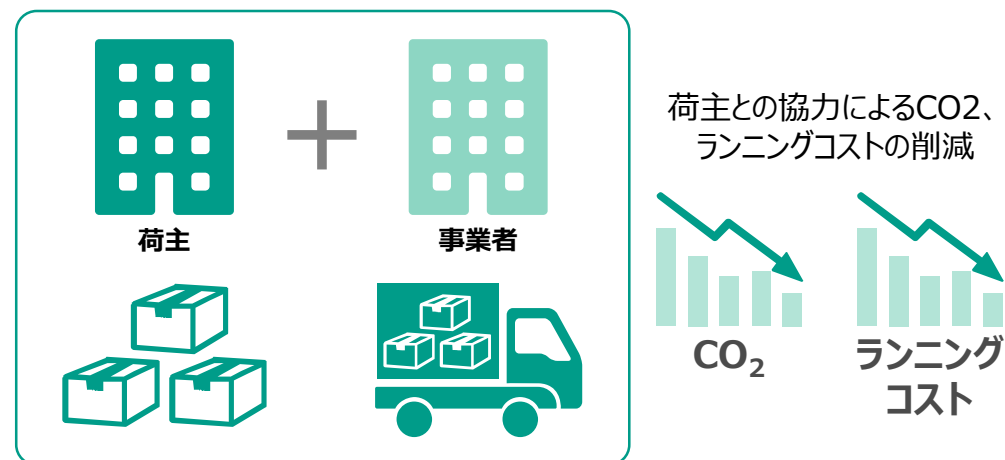 荷主
事業者
荷主との協力によるCO2、
ランニングコストの削減
CO₂
ランニング
コスト